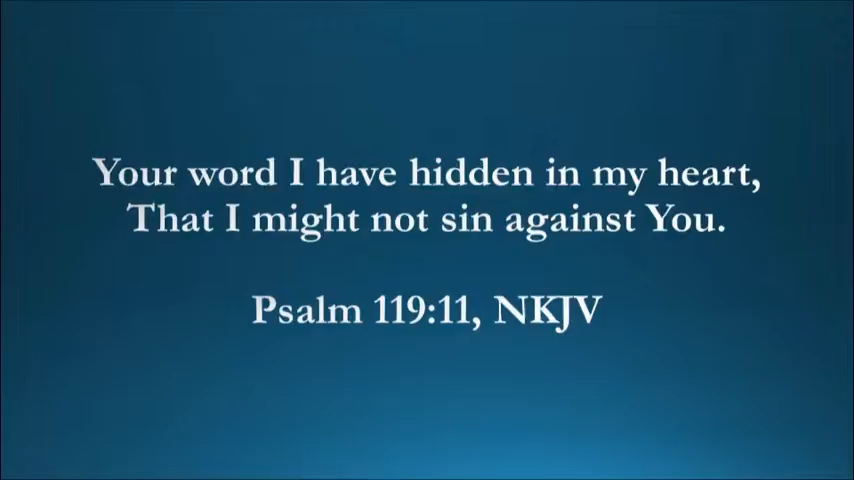 Your word I have hidden in my heart,
That I might not sin against You.
Psalm 119:11, NKJV